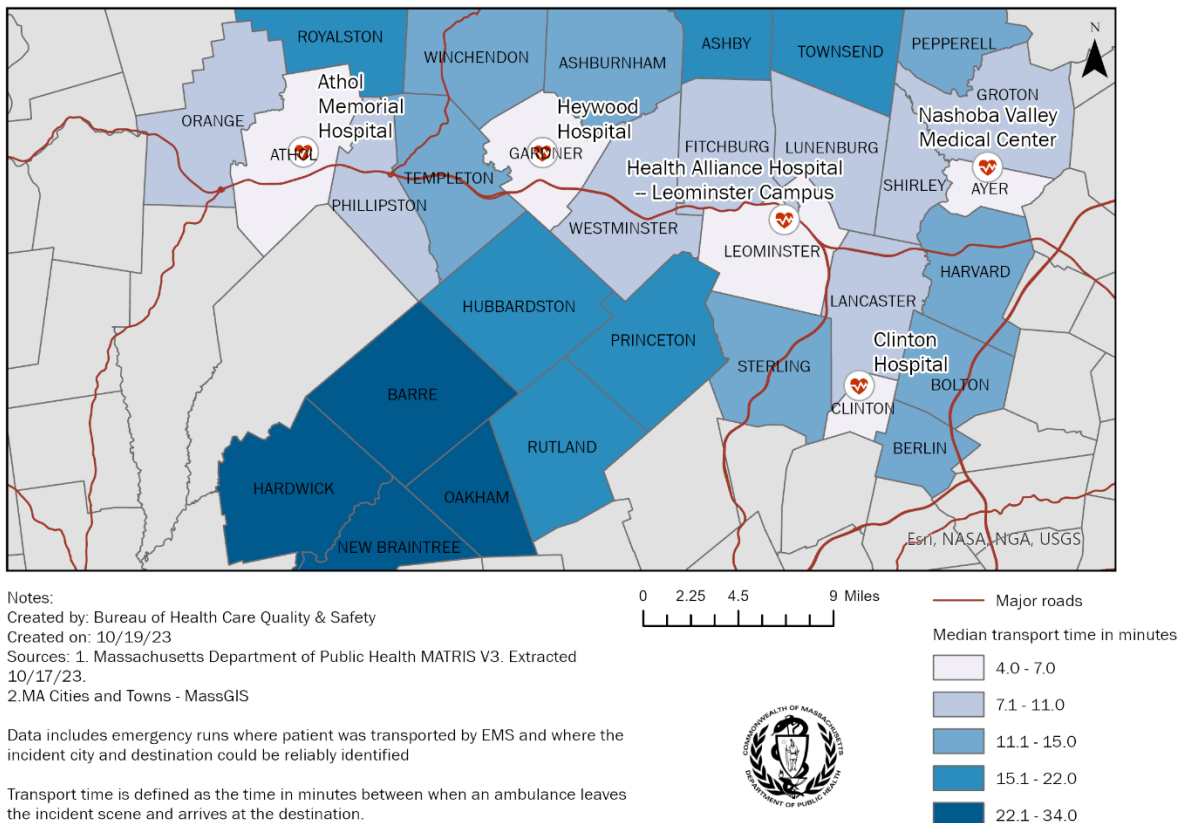 N
ROYALSTON
WINCHENDON
ASHBURNHAM
ASHBY
TOWNSEND
PEPPERELL
Athol
Memorial
Hospital
Heywood
Hospital
GROTON
Nashoba Valley
Medical Center
ORANGE
ATHOL
GARDNER
FITCHBURG
LUNENBURG
Health Alliance Hospital
-- Leominster Campus
TEMPLETON
SHIRLEY
AYER
PHILLIPSTON
WESTMINSTER
LEOMINSTER
HARVARD
HUBBARDSTON
LANCASTER
PRINCETON
Clinton
Hospital
STERLING
BARRE
BOLTON
CLINTON
RUTLAND
BERLIN
HARDWICK
OAKHAM
NEW BRAINTREE
Esri, NASA, NGA, USGS
Notes:
Created by: Bureau of Health Care Quality & Safety
Created on: 10/19/23
Sources: 1. Massachusetts Department of Public Health MATRIS V3. Extracted
10/17/23.
2.MA Cities and Towns - MassGIS
Data includes emergency runs where patient was transported by EMS and where the
incident city and destination could be reliably identified
Transport time is defined as the time in minutes between when an ambulance leaves
the incident scene and arrives at the destination.
0 2.25 4.5 9 Miles
COMMONWEALTH OF MASSACHUSETTS
DEPARTMENT OF PUBLIC HEALTH
Major roads
Median transport time in minutes
4.0 - 7.0
7.1 - 11.0
11.1 - 15.0
15.1 - 22.0
22.1 - 34.0